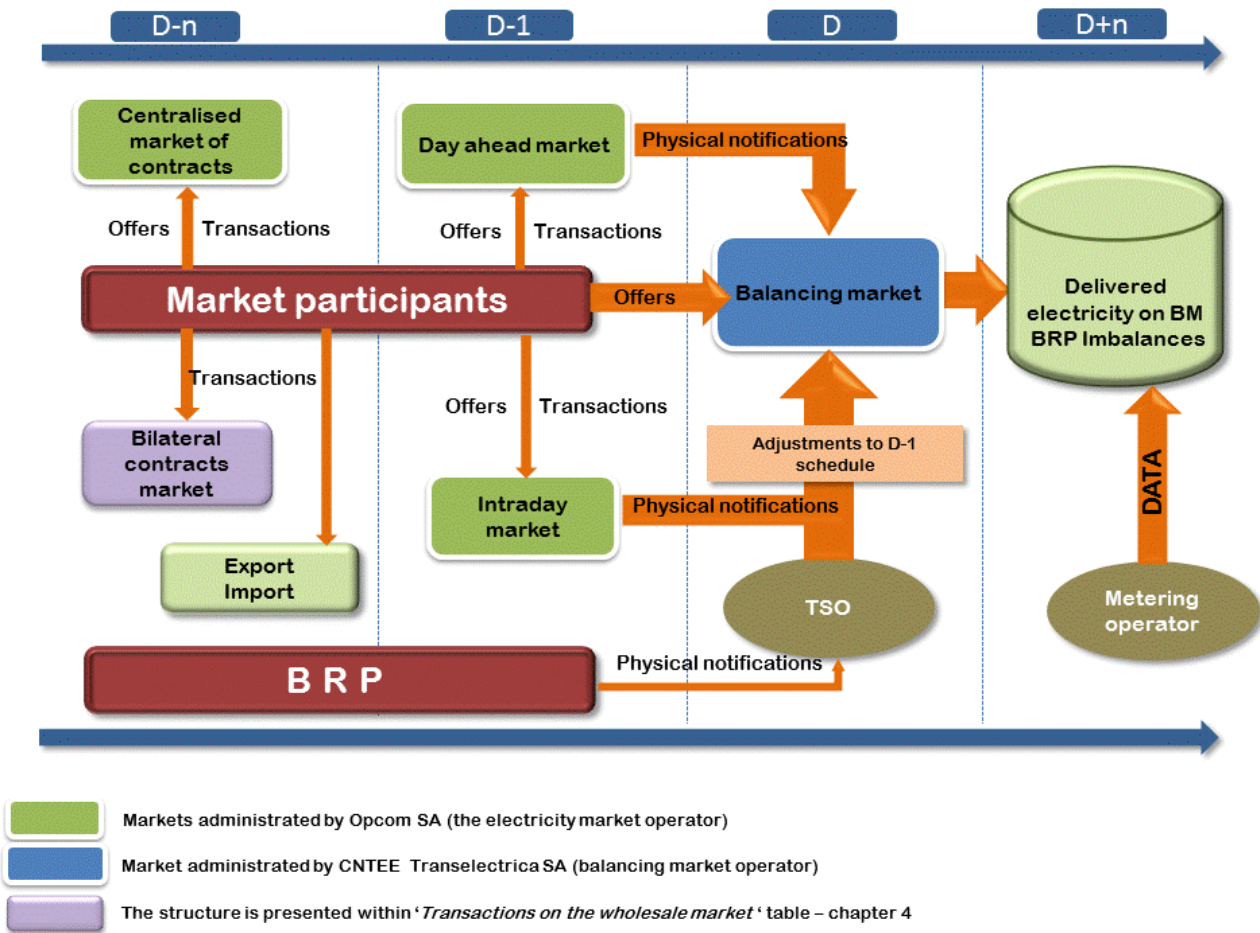 D-n
D-1
D
D+n
Centralised
market of
contracts
Day ahead market
Physical notifications
Offers
Transactions
Offers
Transactions
Market participants
Offers
Balancing market
Delivered
electricity on BM
BRP Imbalances
Transactions
Offers
Transactions
Bilateral
contracts
market
Adjustments to D-1
schedule
Intraday
market
Physical notifications
DATA
Export
Import
TSO
Metering
operator
B R P
Physical notifications
Markets administrated by Opcom SA (the electricity market operator)
Market administrated by CNTEE Transelectrica SA (balancing market operator)
The structure is presented within ‘Transactions on the wholesale market ‘ table – chapter 4